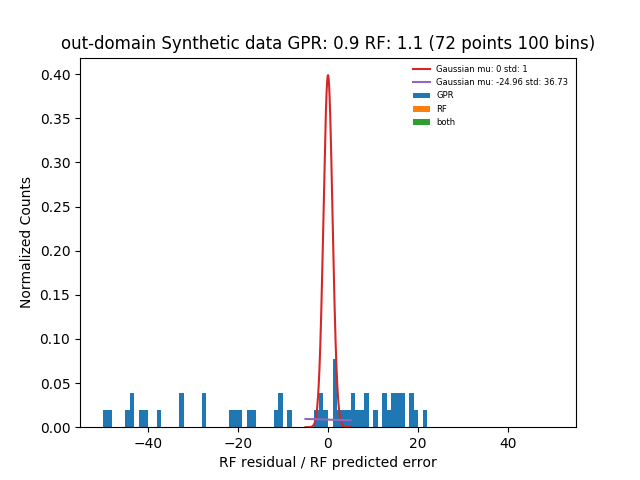 out-domain Synthetic data GPR: 0.9 RF: 1.1 (72 points 100 bins)
Gaussian mu: 0 std: 1
Gaussian mu: -24.96 std: 36.73
GPR
RF
both
Normalized Counts
0.40
0.35
0.30
0.25
0.20
0.15
0.10
0.05
0.00
−40 −20 0 20 40
RF residual / RF predicted error